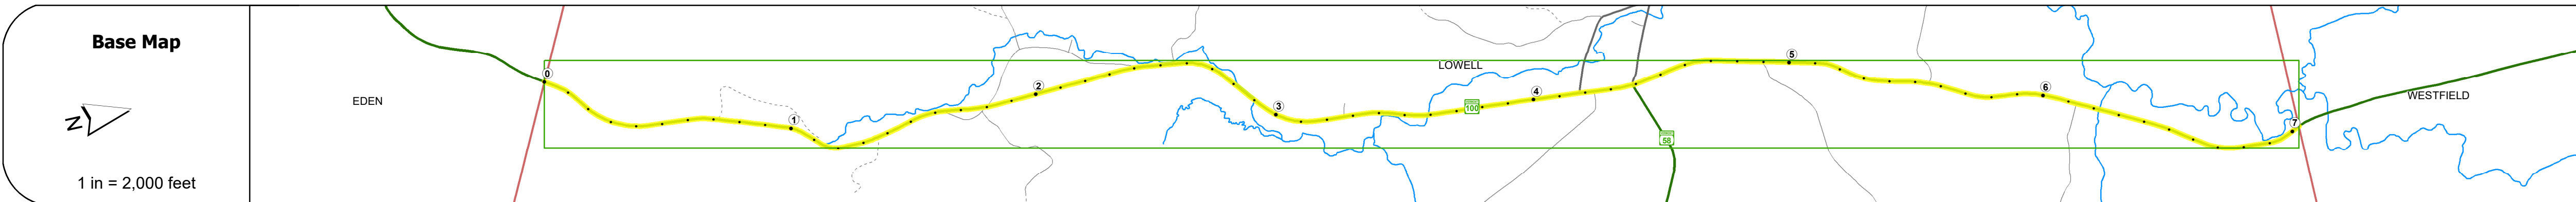 Base Map
N
1 in = 2,000 feet
EDEN
0
1
2
3
LOWELL
100
4
5
58
6
7
WESTFIELD